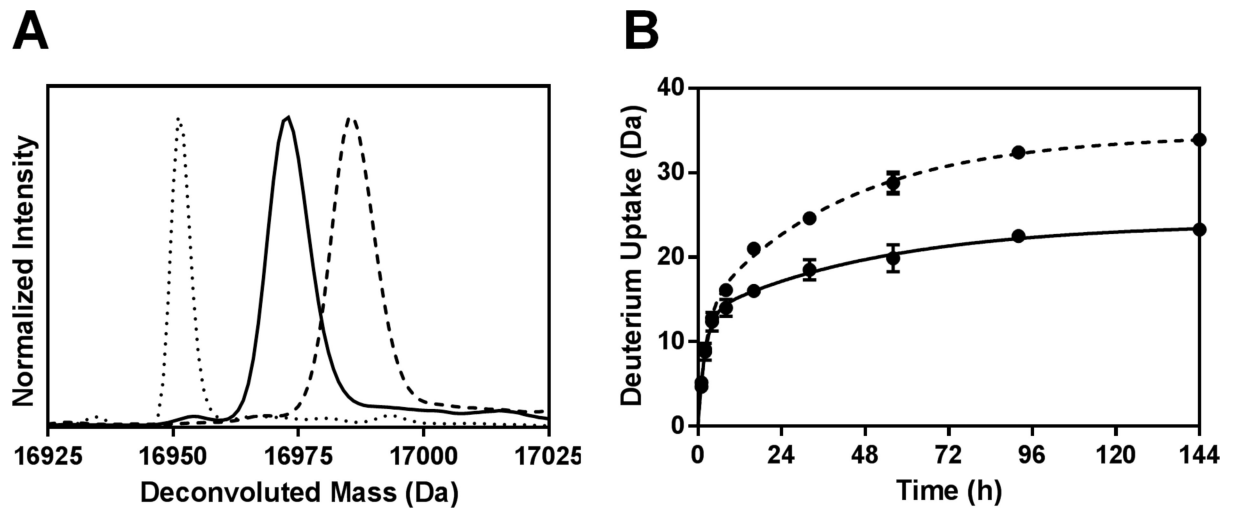 A
Normalized Intensity
16925 16950 16975 17000 17025
Deconvoluted Mass (Da)
B
Deuterium Uptake (Da)
40
30
20
10
0
0 24 48 72 96 120 144
Time (h)